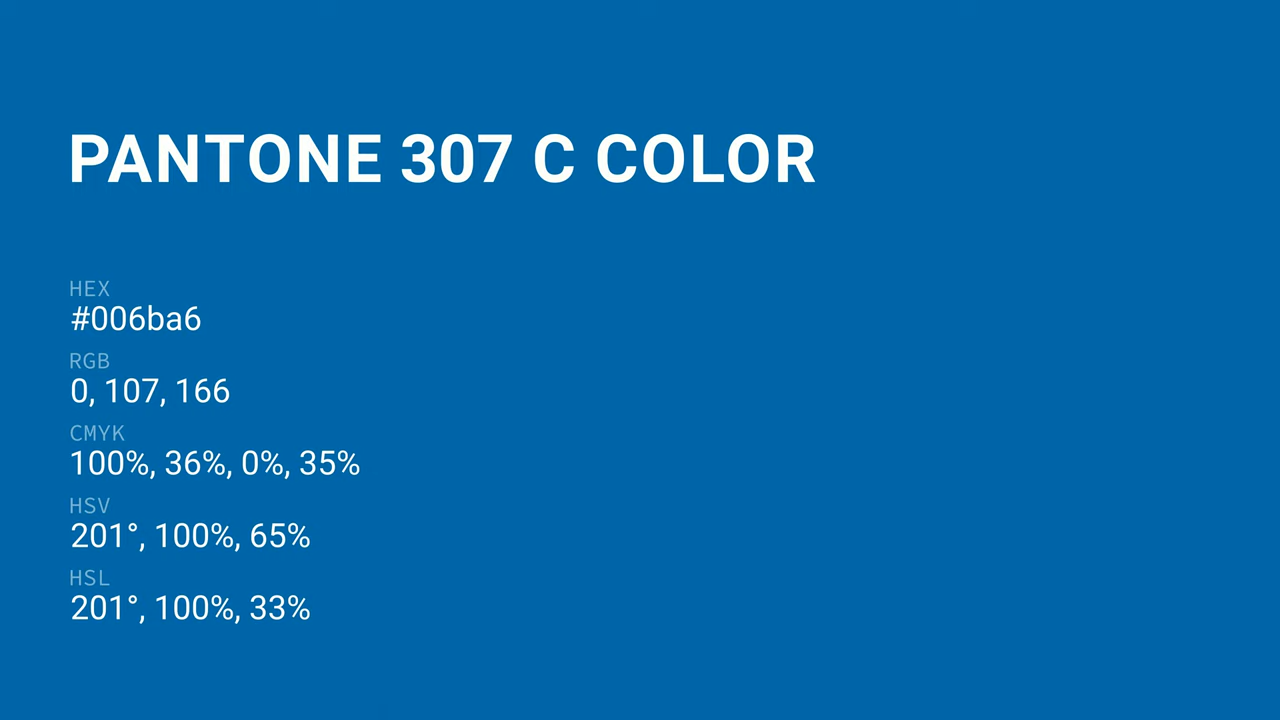 PANTONE 307 C COLOR
HEX
#006ba6
RGB
0, 107, 166
CMYK
100%, 36%, 0%, 35%
HSV
201°, 100%, 65%
HSL
201°, 100%, 33%